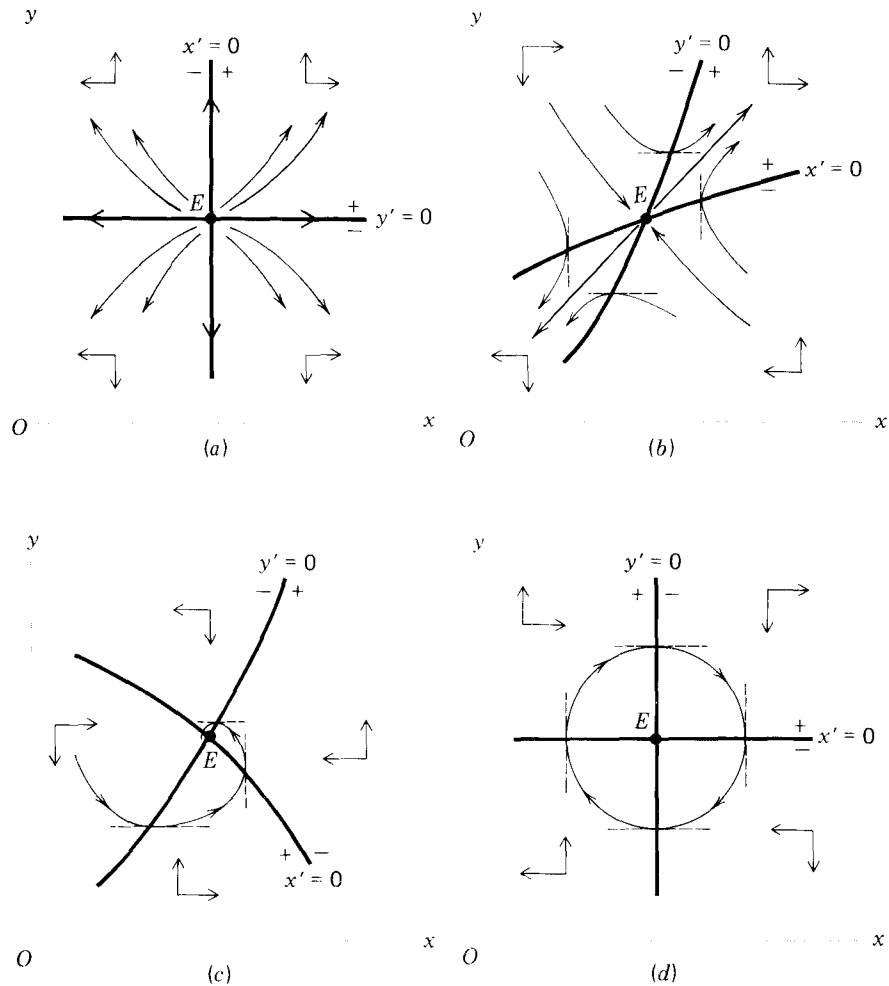 y
x′ = 0
− +
E
+
−
y′ = 0
O
x
(a)
y
y′ = 0
− +
E
+
−
x′ = 0
O
x
(b)
y
y′ = 0
− +
E
+ −
x′ = 0
O
x
(c)
y
y′ = 0
+ −
E
+
−
x′ = 0
O
x
(d)